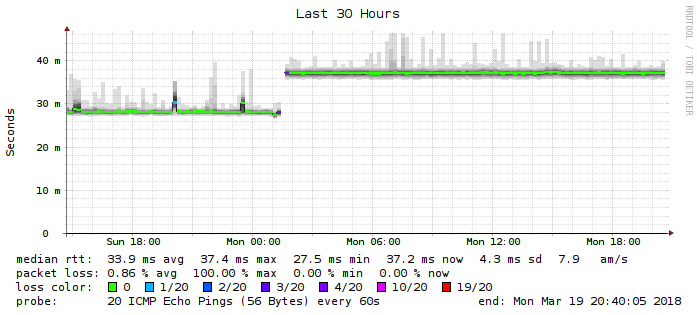 Last 30 Hours
RRDTOOL / TOBI OETIKER
Seconds
40 m
30 m
20 m
10 m
0
Sun 18:00 Mon 00:00 Mon 06:00 Mon 12:00 Mon 18:00
median rtt: 33.9 ms avg 37.4 ms max 27.5 ms min 37.2 ms now 4.3 ms sd 7.9 am/s
packet loss: 0.86 % avg 100.00 % max 0.00 % min 0.00 % now
loss color: 0 1/20 2/20 3/20 4/20 10/20 19/20
probe: 20 ICMP Echo Pings (56 Bytes) every 60s end: Mon Mar 19 20:40:05 2018